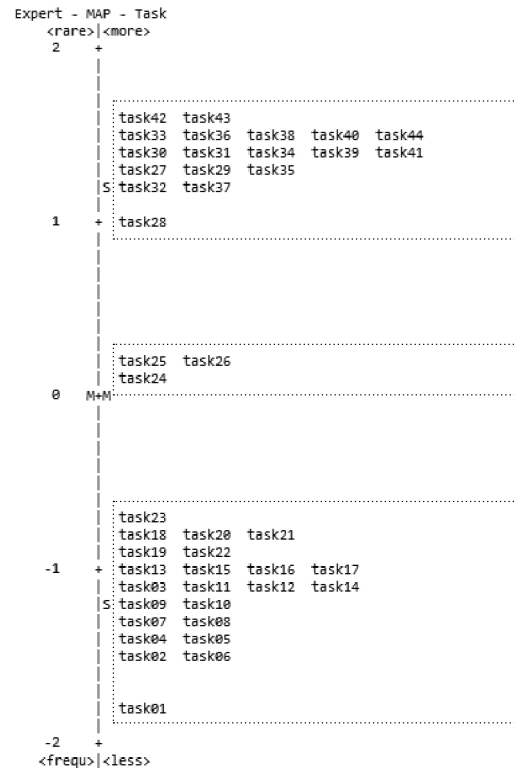 Expert - MAP - Task
<rare>|<more>
2 +
task42 task43
task33 task36 task38 task40 task44
task30 task31 task34 task39 task41
task27 task29 task35
S task32 task37
1 + task28
task25 task26
task24
0 M+M
task23
task18 task20 task21
task19 task22
-1 + task13 task15 task16 task17
task03 task11 task12 task14
S task09 task10
task07 task08
task04 task05
task02 task06
task01
-2 +
<frequ>|<less>